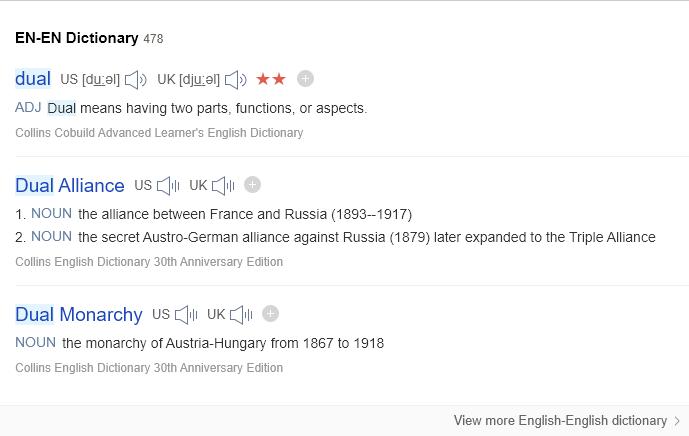 EN-EN Dictionary 478
dual US [du:əl] UK [dju:əl]
ADJ Dual means having two parts, functions, or aspects.
Collins Cobuild Advanced Learner's English Dictionary
Dual Alliance US UK
1. NOUN the alliance between France and Russia (1893--1917)
2. NOUN the secret Austro-German alliance against Russia (1879) later expanded to the Triple Alliance
Collins English Dictionary 30th Anniversary Edition
Dual Monarchy US UK
NOUN the monarchy of Austria-Hungary from 1867 to 1918
Collins English Dictionary 30th Anniversary Edition
View more English-English dictionary